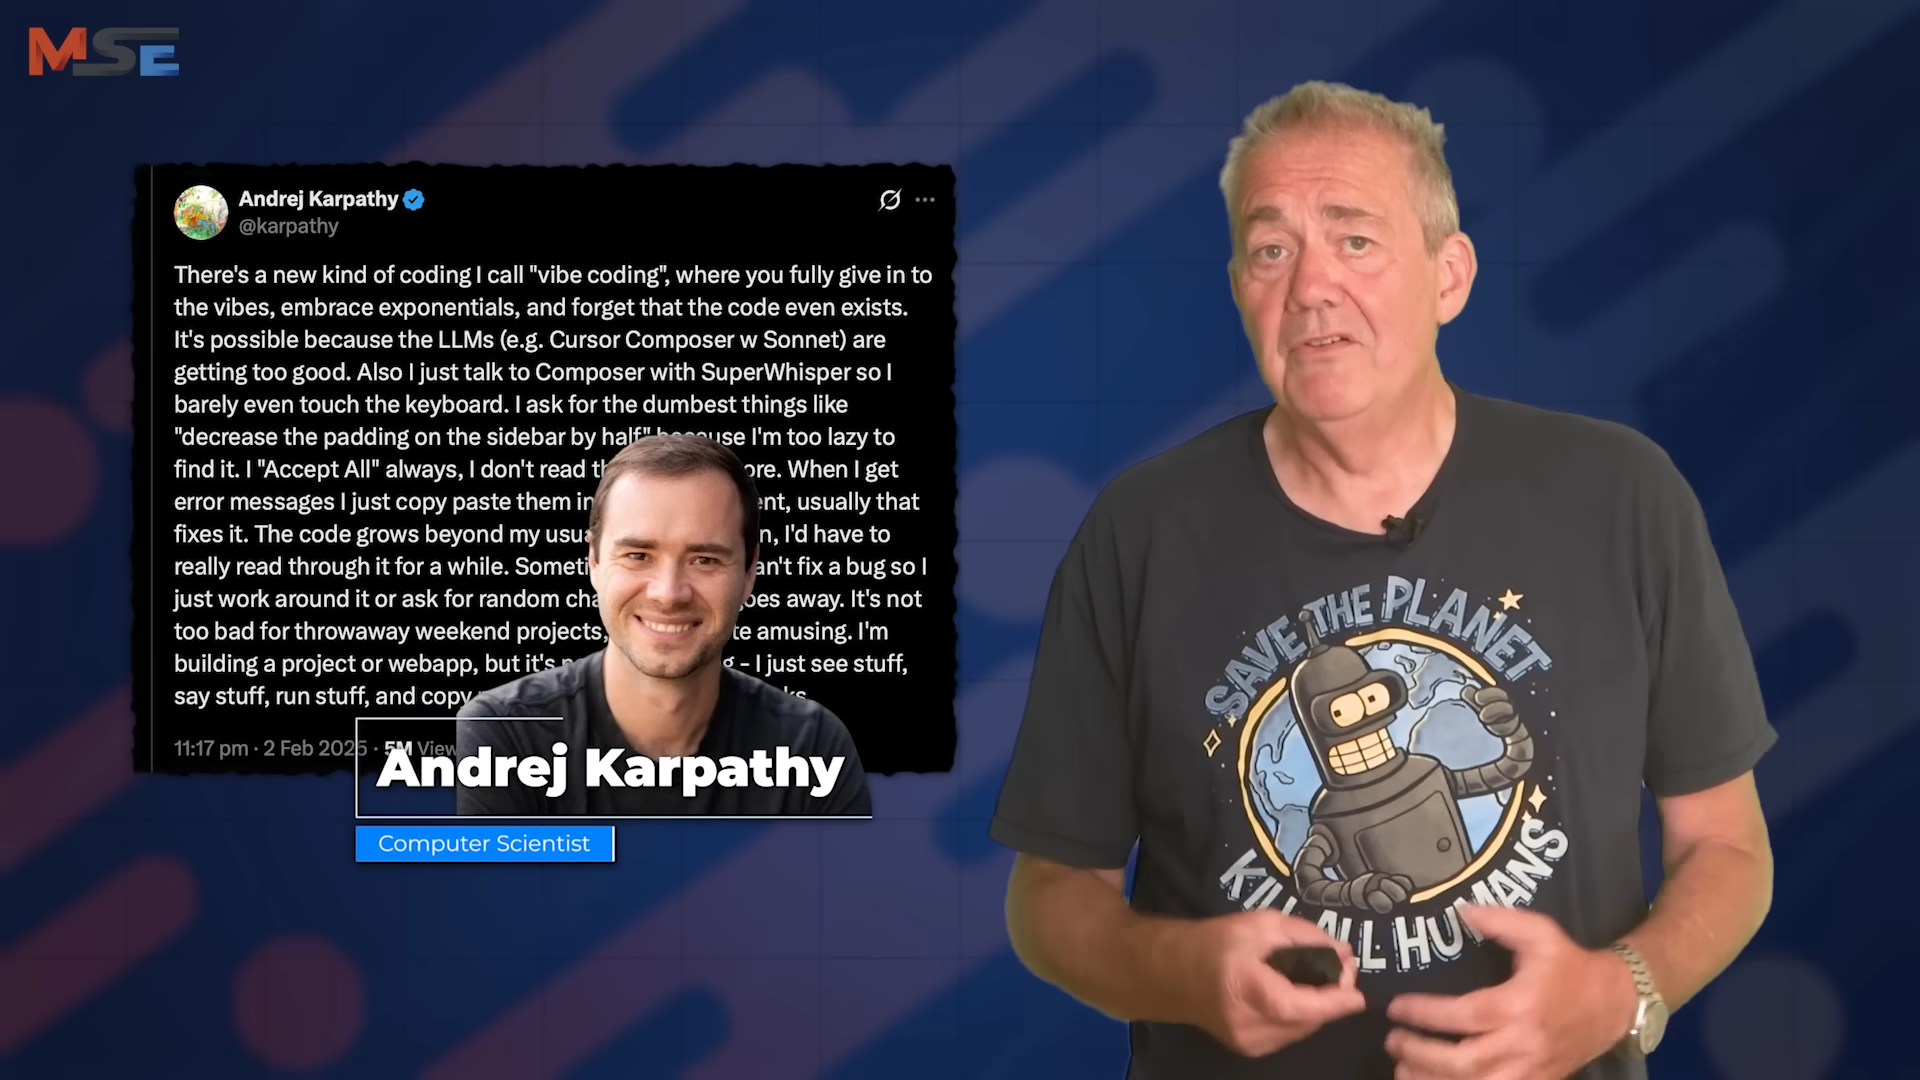 MSE
Andrej Karpathy
@karpathy
There's a new kind of coding I call "vibe coding", where you fully give in to
the vibes, embrace exponentials, and forget that the code even exists.
It's possible because the LLMs (e.g. Cursor Composer w Sonnet) are
getting too good. Also I just talk to Composer with SuperWhisper so I
barely even touch the keyboard. I ask for the dumbest things like
"decrease the padding on the sidebar by half" because I'm too lazy to
find it. I "Accept All" always, I don't read When I get
error messages I just copy paste them usually that
fixes it. The code grows beyond my I'd have to
really read through it for a while. fix a bug so I
just work around it or ask for random goes away. It's not
too bad for throwaway weekend projects, amusing. I'm
building a project or webapp, but it's – I just see stuff,
say stuff, run stuff, and copy
11:17 pm · 2 Feb 2025 · 5M View
Andrej Karpathy
Computer Scientist
SAVE THE PLANET
KILL ALL HUMANS